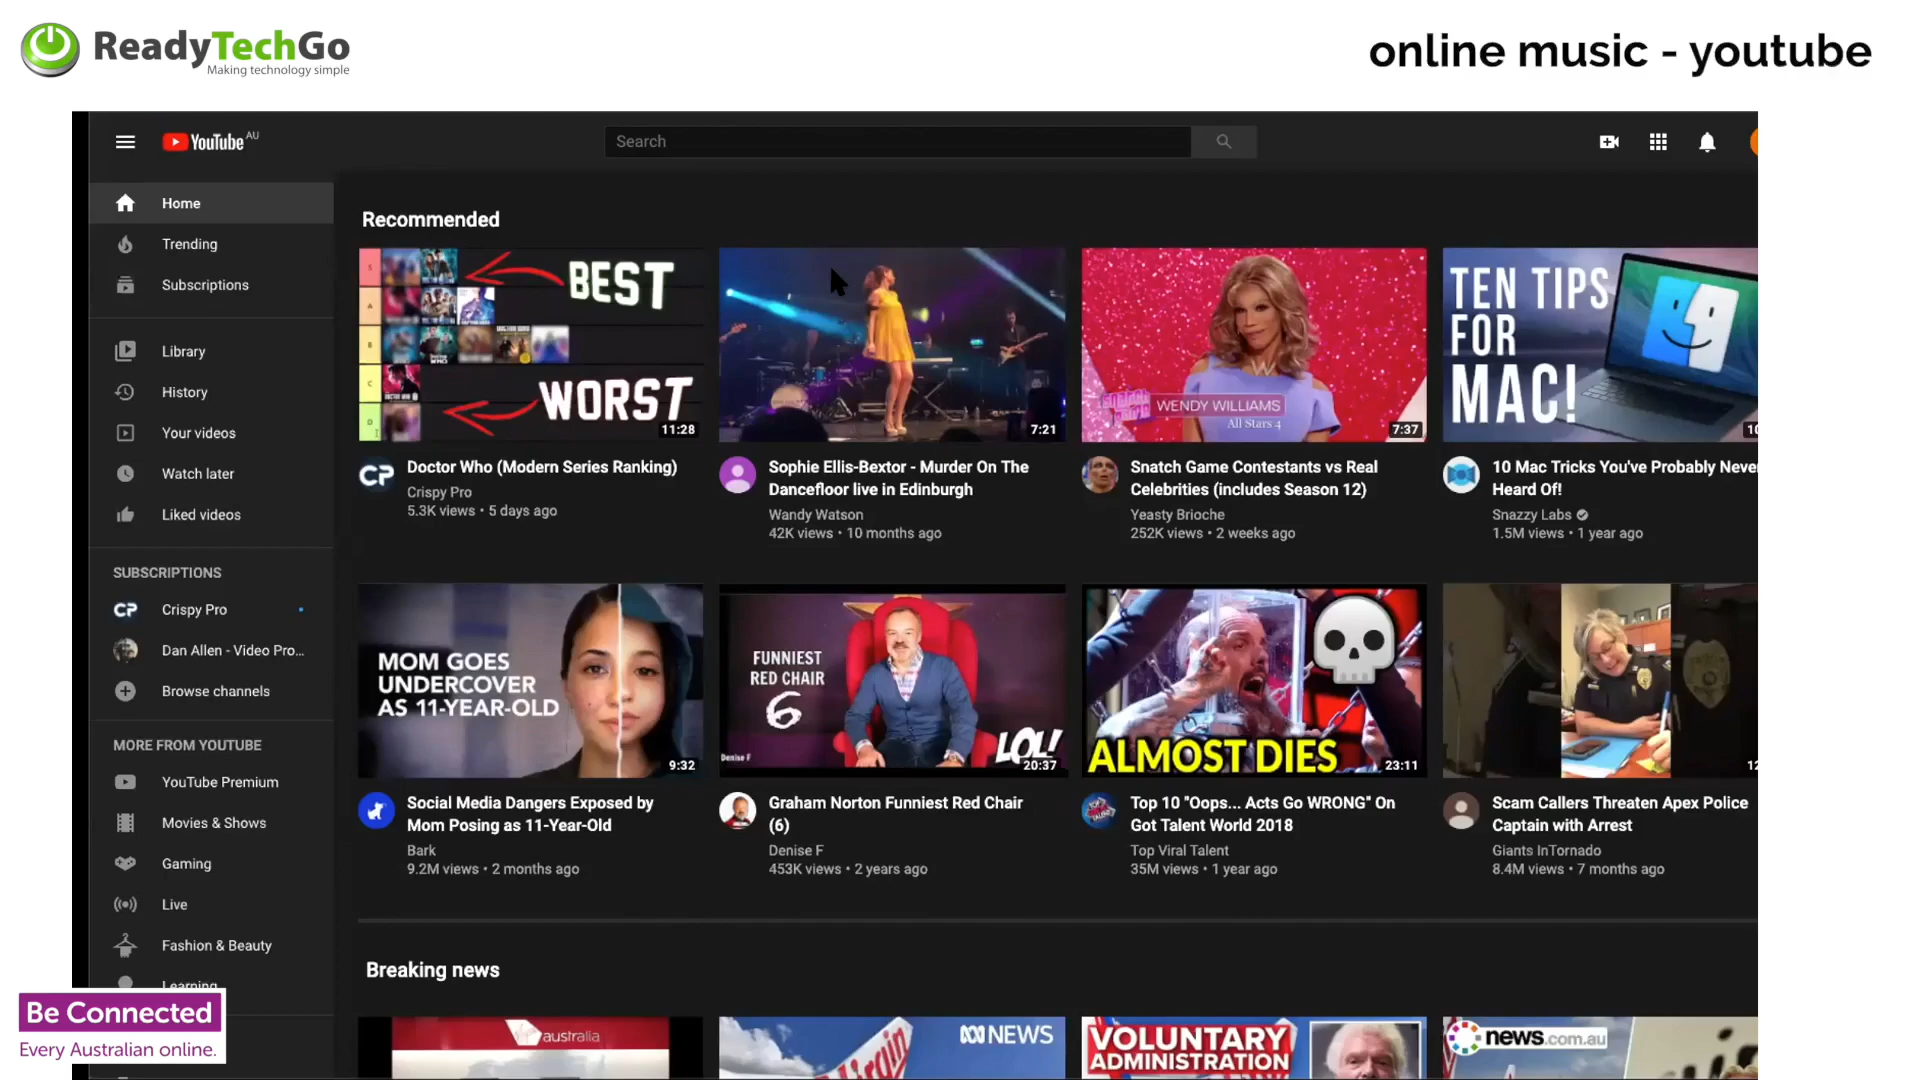 ReadyTechGo
Making technology simple
online music - youtube
YouTube AU
Search
Home
Trending
Subscriptions
Library
History
Your videos
Watch later
Liked videos
SUBSCRIPTIONS
CP Crispy Pro
Dan Allen - Video Pro...
Browse channels
MORE FROM YOUTUBE
YouTube Premium
Movies & Shows
Gaming
Live
Fashion & Beauty
Learning
Be Connected
Every Australian online.
Recommended
S
A
B
C
D
BEST
WORST
11:28
CP
Doctor Who (Modern Series Ranking)
Crispy Pro
5.3K views • 5 days ago
7:21
Sophie Ellis-Bextor - Murder On The
Dancefloor live in Edinburgh
Wandy Watson
42K views • 10 months ago
WENDY WILLIAMS
All Stars 4
7:37
Snatch Game Contestants vs Real
Celebrities (includes Season 12)
Yeasty Brioche
252K views • 2 weeks ago
TEN TIPS
FOR
MAC!
10
10 Mac Tricks You've Probably Never
Heard Of!
Snazzy Labs
1.5M views • 1 year ago
MOM GOES
UNDERCOVER
AS 11-YEAR-OLD
9:32
Social Media Dangers Exposed by
Mom Posing as 11-Year-Old
Bark
9.2M views • 2 months ago
FUNNIEST
RED CHAIR
6
LOL!
Denise F
20:37
Graham Norton Funniest Red Chair
(6)
Denise F
453K views • 2 years ago
ALMOST DIES
23:11
Top 10 "Oops... Acts Go WRONG" On
Got Talent World 2018
Top Viral Talent
35M views • 1 year ago
12
Scam Callers Threaten Apex Police
Captain with Arrest
Giants InTornado
8.4M views • 7 months ago
Breaking news
australia
NEWS
VOLUNTARY
ADMINISTRATION
news.com.au